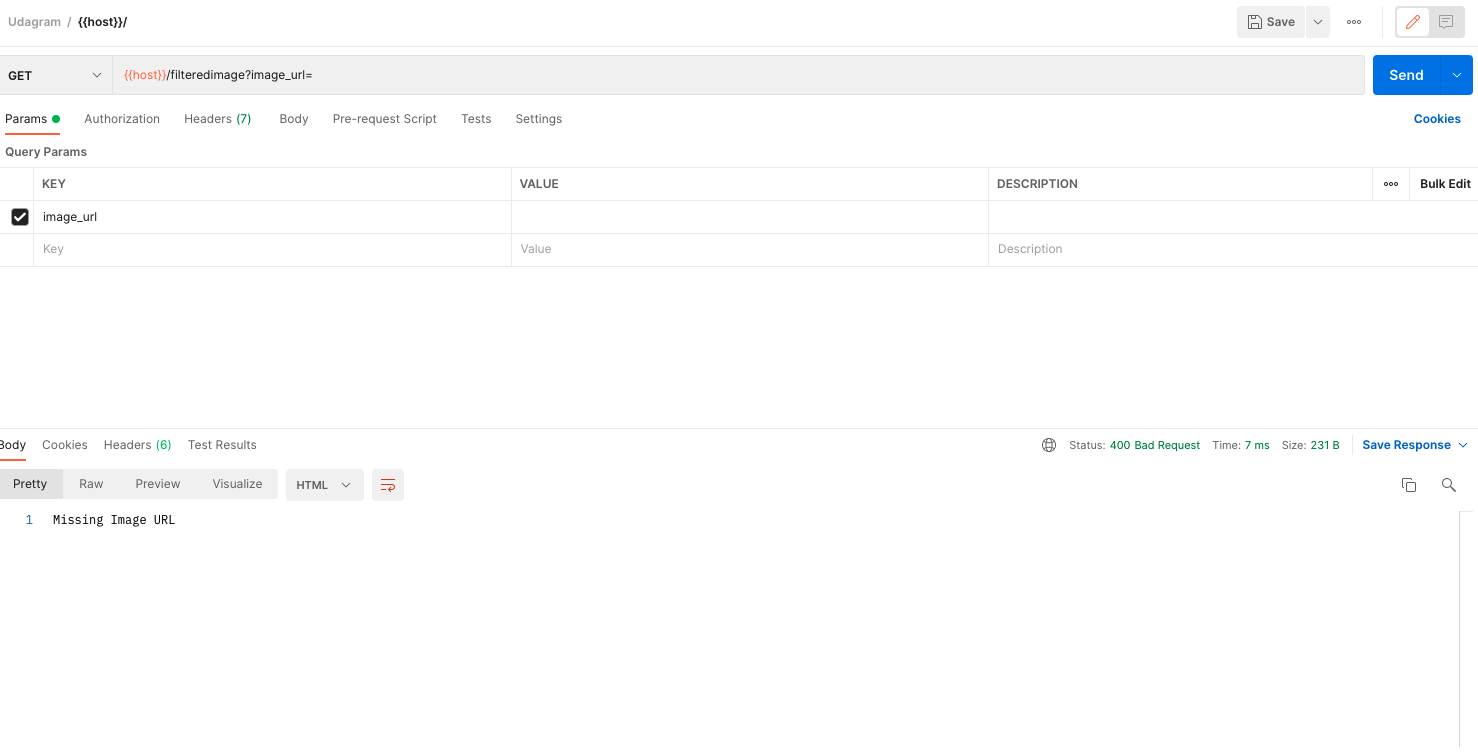 Udagram / {{host}}/
Save
GET
{{host}}/filteredimage?image_url=
Send
Params Authorization Headers (7) Body Pre-request Script Tests Settings Cookies
Query Params
KEY VALUE DESCRIPTION Bulk Edit
image_url
Key Value Description
Body Cookies Headers (6) Test Results Status: 400 Bad Request Time: 7 ms Size: 231 B Save Response
Pretty Raw Preview Visualize HTML
1 Missing Image URL